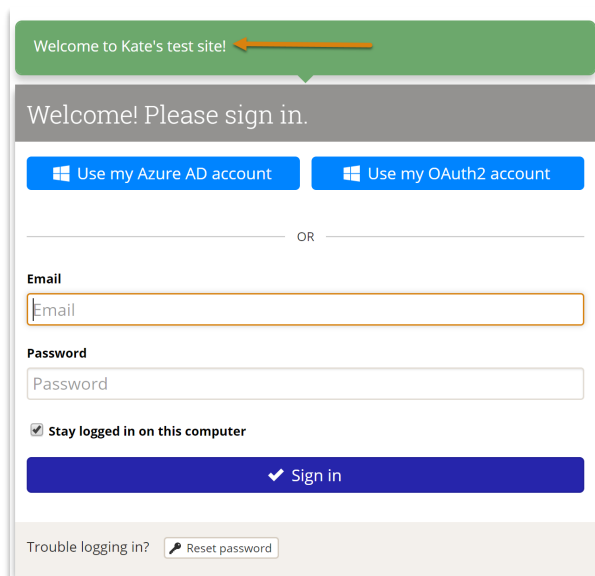 Welcome to Kate's test site!
Welcome! Please sign in.
Use my Azure AD account
Use my OAuth2 account
OR
Email
Email
Password
Password
Stay logged in on this computer
Sign in
Trouble logging in?
Reset password